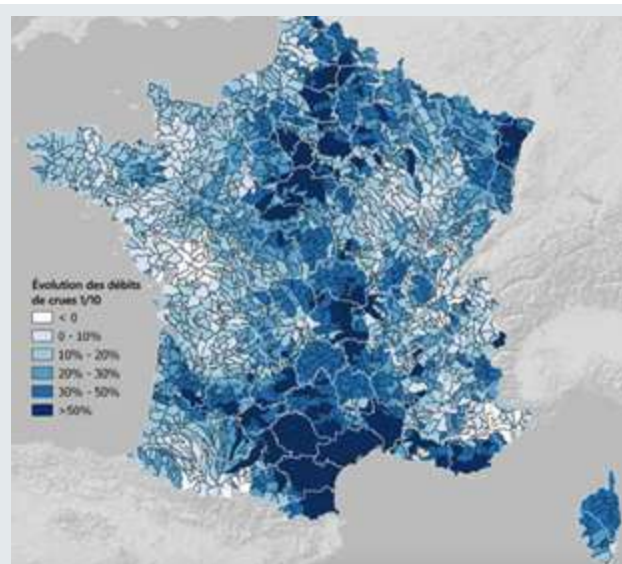 Évolution des débits
de crues 1/10
< 0
0 - 10%
10% - 20%
20% - 30%
30% - 50%
>50%